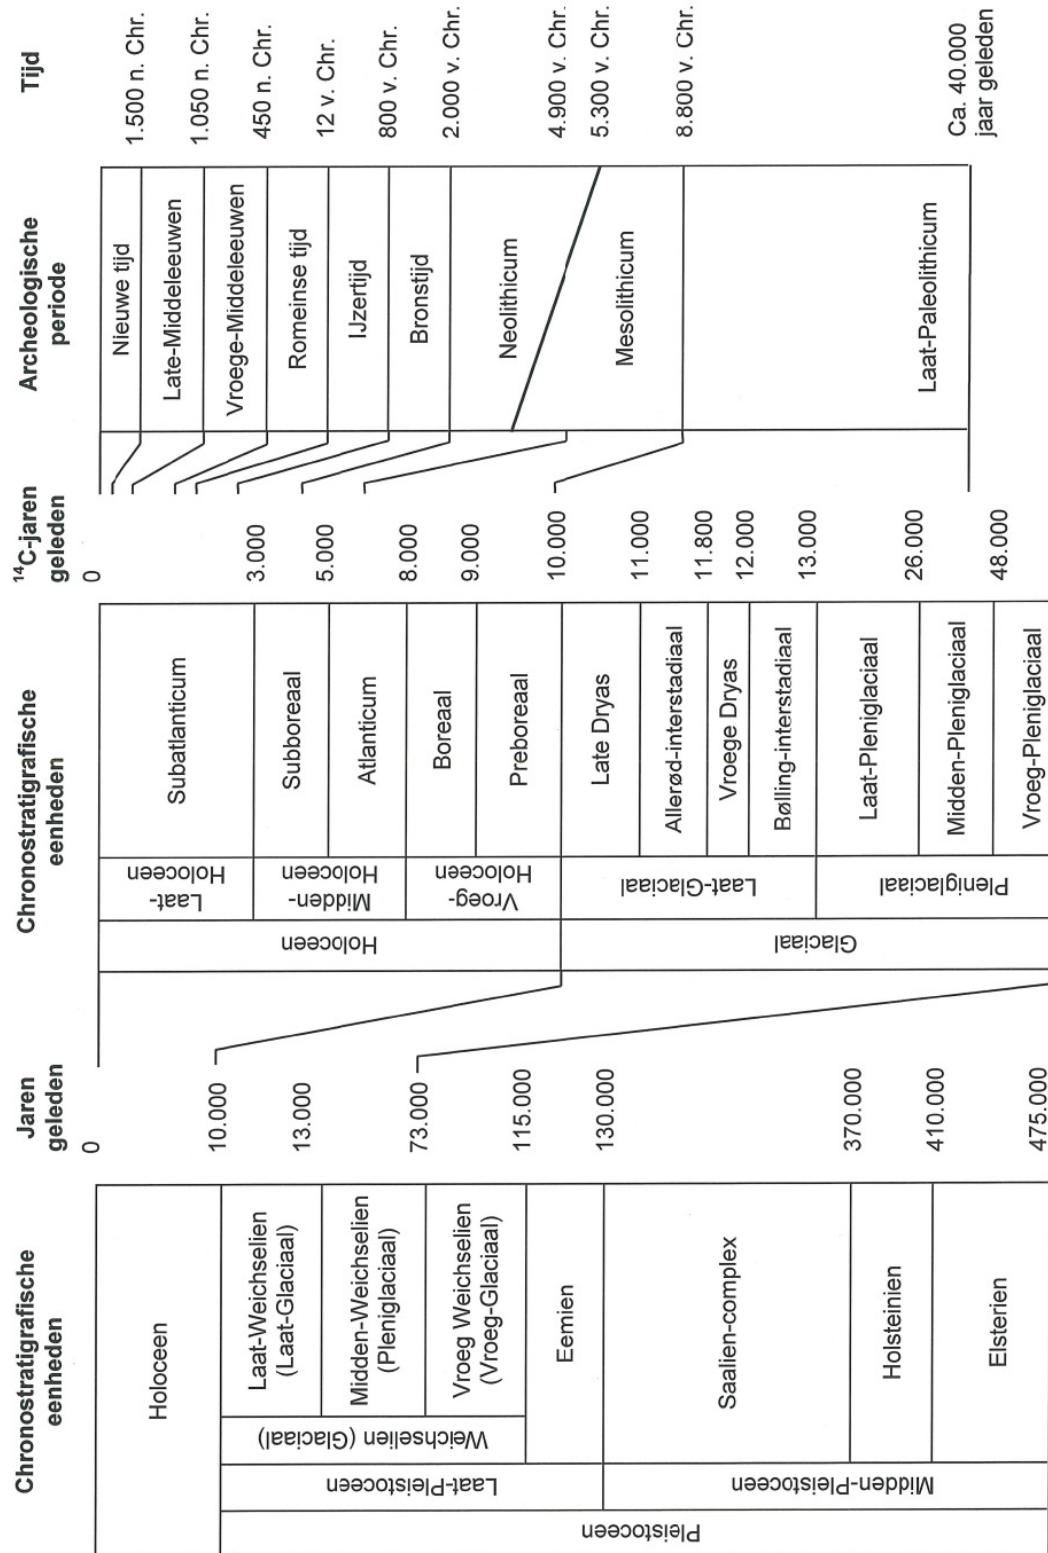 Chronostratigrafische
eenheden
Jaren
geleden
Chronostratigrafische
eenheden
¹⁴C-jaren
geleden
Archeologische
periode
Tijd
Pleistoceen
Laat-Pleistoceen
Midden-Pleistoceen
Weichselien (Glaciaal)
Holoceen
Laat-Weichselien
(Laat-Glaciaal)
Midden-Weichselien
(Pleniglaciaal)
Vroeg Weichselien
(Vroeg-Glaciaal)
Eemien
Saalien-complex
Holsteinien
Elsterien
0
10.000
13.000
73.000
115.000
130.000
370.000
410.000
475.000
Holoceen
Glaciaal
Laat-
Holoceen
Midden-
Holoceen
Vroeg-
Holoceen
Laat-Glaciaal
Pleniglaciaal
Subatlanticum
Subboreaal
Atlanticum
Boreaal
Preboreaal
Late Dryas
Allerød-interstadiaal
Vroege Dryas
Bølling-interstadiaal
Laat-Pleniglaciaal
Midden-Pleniglaciaal
Vroeg-Pleniglaciaal
0
3.000
5.000
8.000
9.000
10.000
11.000
11.800
12.000
13.000
26.000
48.000
Nieuwe tijd
Late-Middeleeuwen
Vroege-Middeleeuwen
Romeinse tijd
IJzertijd
Bronstijd
Neolithicum
Mesolithicum
Laat-Paleolithicum
1.500 n. Chr.
1.050 n. Chr.
450 n. Chr.
12 v. Chr.
800 v. Chr.
2.000 v. Chr.
4.900 v. Chr.
5.300 v. Chr.
8.800 v. Chr.
Ca. 40.000
jaar geleden